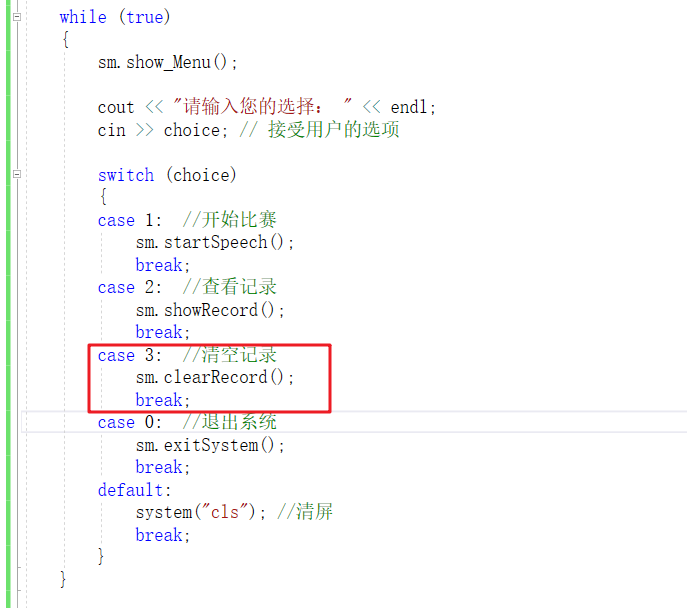 while (true)
{
sm.show_Menu();
cout << "请输入您的选择： " << endl;
cin >> choice; // 接受用户的选项
switch (choice)
{
case 1:  //开始比赛
sm.startSpeech();
break;
case 2:  //查看记录
sm.showRecord();
break;
case 3:  //清空记录
sm.clearRecord();
break;
case 0:  //退出系统
sm.exitSystem();
break;
default:
system("cls"); //清屏
break;
}
}